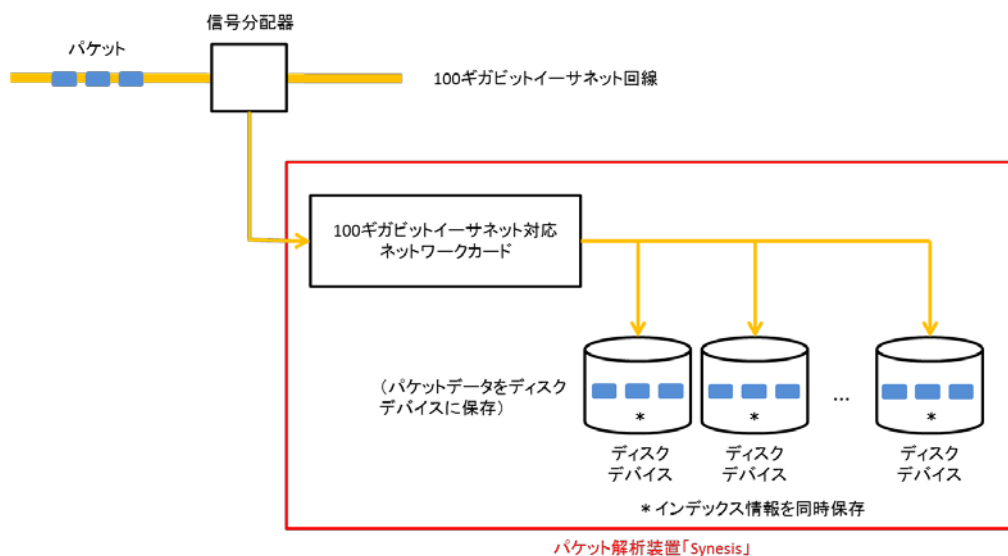 信号分配器
パケット
100ギガビットイーサネット回線
100ギガビットイーサネット対応
ネットワークカード
(パケットデータをディスク
デバイスに保存)
* * … *
ディスク
デバイス
ディスク
デバイス
ディスク
デバイス
* インデックス情報を同時保存
パケット解析装置「Synesis」